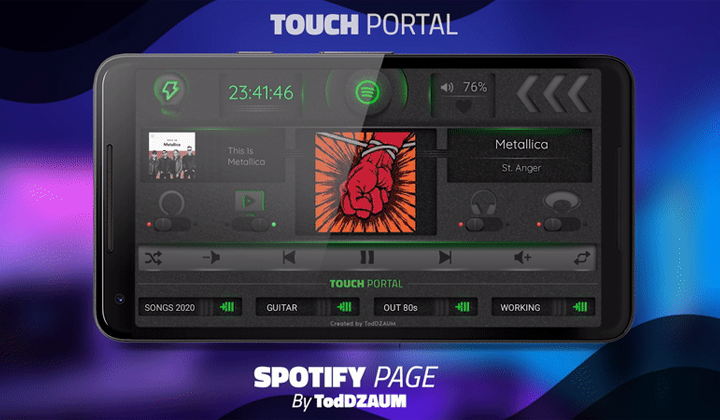 TOUCH PORTAL
23:41:46
76%
This Is
Metallica
Metallica
St. Anger
TOUCH PORTAL
SONGS 2020
GUITAR
OUT 80s
WORKING
Created by TodDZAUM
SPOTIFY PAGE
By TodDZAUM